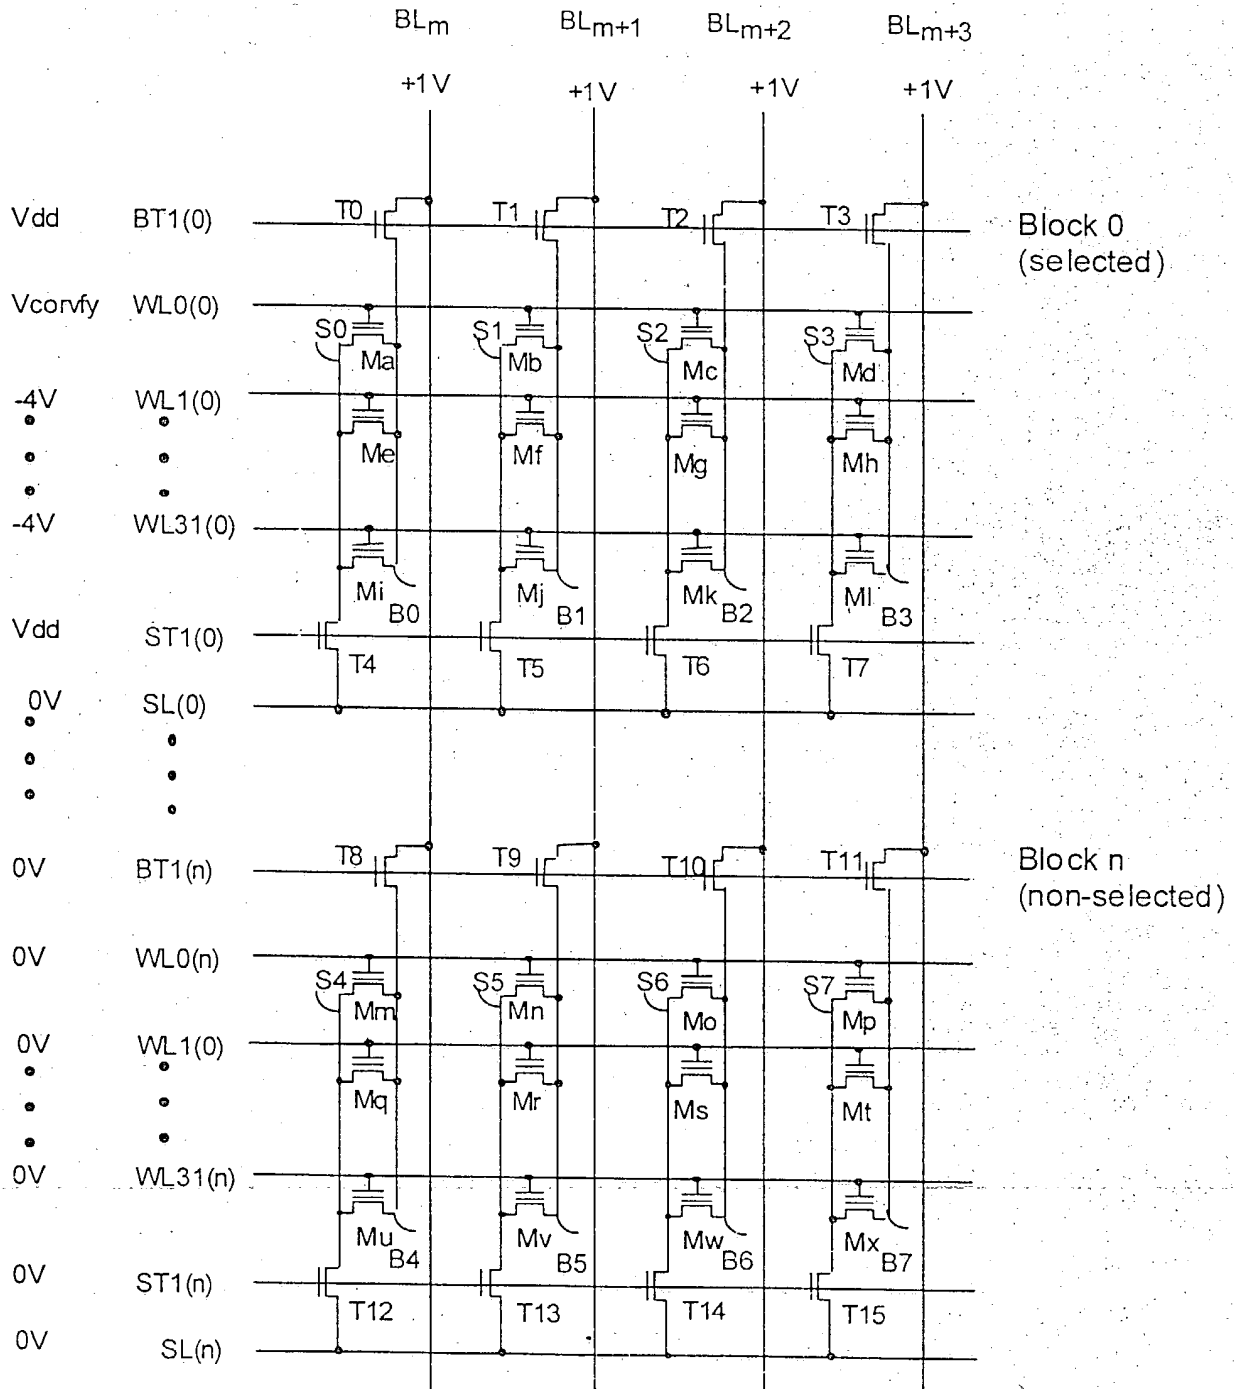 BLm BLm+1 BLm+2 BLm+3
+1V +1V +1V +1V
Vdd BT1(0) T0 T1 T2 T3 Block 0
(selected)
Vcorvfy WL0(0)
S0 S1 S2 S3
Ma Mb Mc Md
-4V WL1(0)
Me Mf Mg Mh
-4V WL31(0)
Mi Mj Mk Ml
B0 B1 B2 B3
Vdd ST1(0)
T4 T5 T6 T7
0V SL(0)
0V BT1(n) T8 T9 T10 T11 Block n
(non-selected)
0V WL0(n)
S4 S5 S6 S7
Mm Mn Mo Mp
0V WL1(0)
Mq Mr Ms Mt
0V WL31(n)
Mu Mv Mw Mx
B4 B5 B6 B7
0V ST1(n)
T12 T13 T14 T15
0V SL(n)